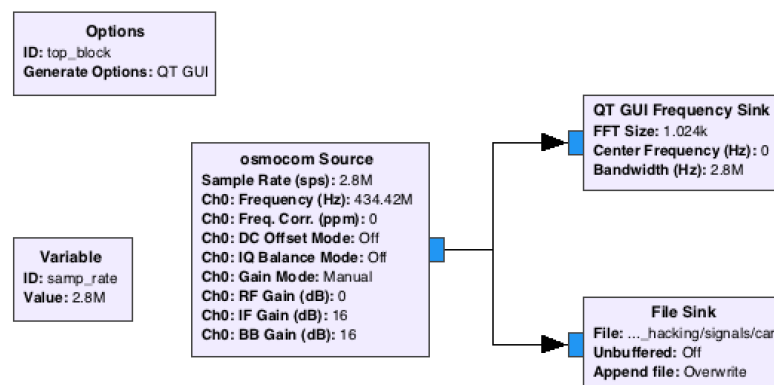 Options
ID: top_block
Generate Options: QT GUI
QT GUI Frequency Sink
FFT Size: 1.024k
Center Frequency (Hz): 0
Bandwidth (Hz): 2.8M
osmocom Source
Sample Rate (sps): 2.8M
Ch0: Frequency (Hz): 434.42M
Ch0: Freq. Corr. (ppm): 0
Ch0: DC Offset Mode: Off
Ch0: IQ Balance Mode: Off
Ch0: Gain Mode: Manual
Ch0: RF Gain (dB): 0
Ch0: IF Gain (dB): 16
Ch0: BB Gain (dB): 16
Variable
ID: samp_rate
Value: 2.8M
File Sink
File: ..._hacking/signals/car
Unbuffered: Off
Append file: Overwrite